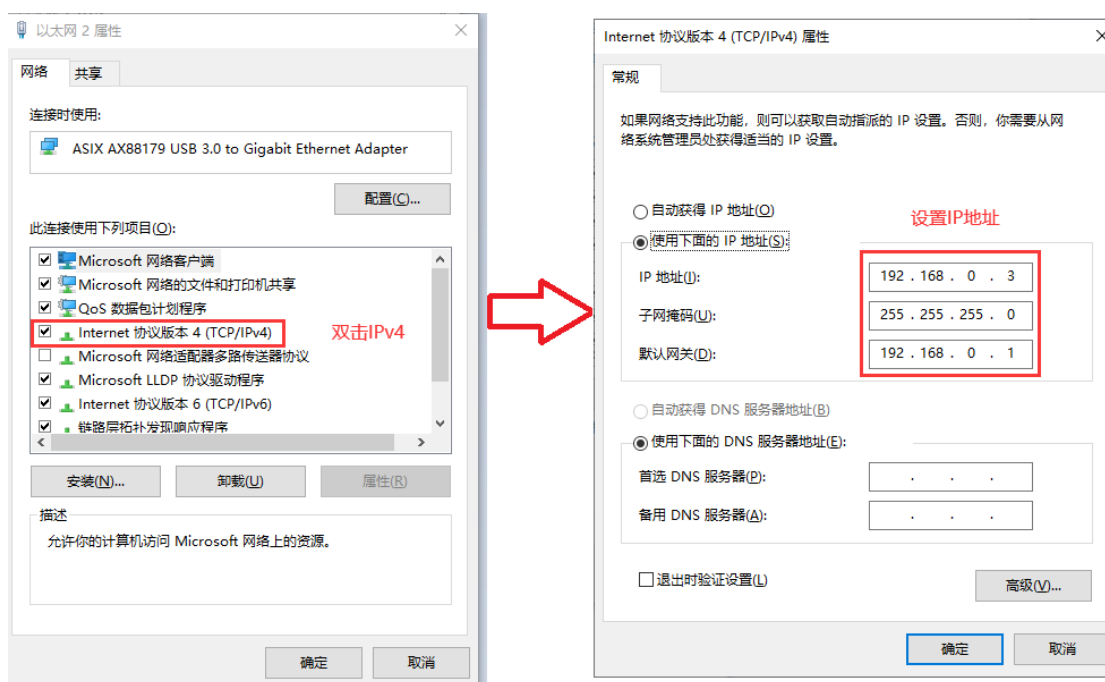 以太网 2 属性
网络
共享
连接时使用:
ASIX AX88179 USB 3.0 to Gigabit Ethernet Adapter
配置(C)...
此连接使用下列项目(O):
Microsoft 网络客户端
Microsoft 网络的文件和打印机共享
QoS 数据包计划程序
Internet 协议版本 4 (TCP/IPv4)
双击IPv4
Microsoft 网络适配器多路传送器协议
Microsoft LLDP 协议驱动程序
Internet 协议版本 6 (TCP/IPv6)
链路层拓扑发现响应程序
安装(N)...
卸载(U)
属性(R)
描述
允许你的计算机访问 Microsoft 网络上的资源。
确定
取消
Internet 协议版本 4 (TCP/IPv4) 属性
常规
如果网络支持此功能，则可以获取自动指派的 IP 设置。否则，你需要从网
络系统管理员处获得适当的 IP 设置。
自动获得 IP 地址(O)
设置IP地址
使用下面的 IP 地址(S):
IP 地址(I):
192 . 168 . 0 . 3
子网掩码(U):
255 . 255 . 255 . 0
默认网关(D):
192 . 168 . 0 . 1
自动获得 DNS 服务器地址(B)
使用下面的 DNS 服务器地址(E):
首选 DNS 服务器(P):
. . .
备用 DNS 服务器(A):
. . .
退出时验证设置(L)
高级(V)...
确定
取消